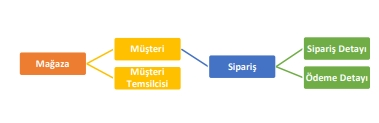 Mağaza
Müşteri
Müşteri
Temsilcisi
Sipariş
Sipariş Detayı
Ödeme Detayı